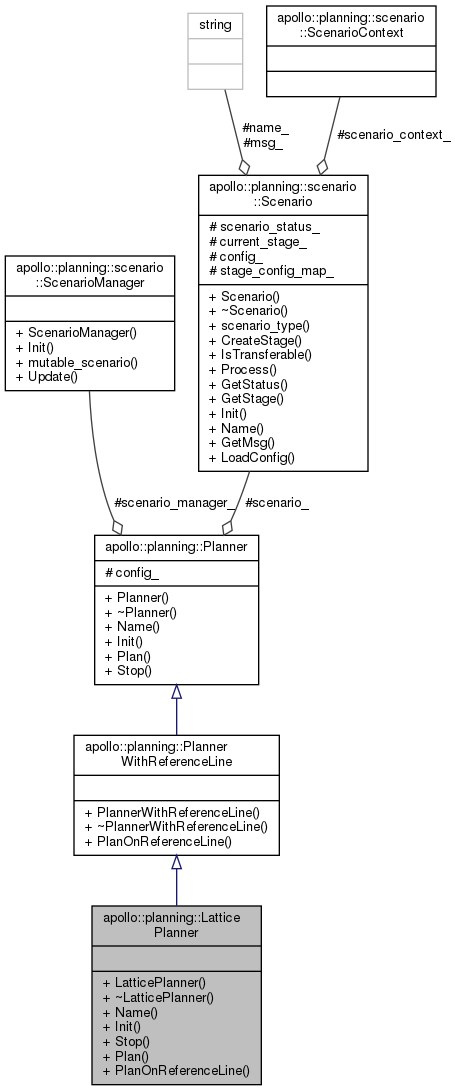 string
apollo::planning::scenario
::ScenarioContext
#name_
#msg_
#scenario_context_
apollo::planning::scenario
::Scenario
# scenario_status_
# current_stage_
# config_
# stage_config_map_
+ Scenario()
+ ~Scenario()
+ scenario_type()
+ CreateStage()
+ IsTransferable()
+ Process()
+ GetStatus()
+ GetStage()
+ Init()
+ Name()
+ GetMsg()
+ LoadConfig()
apollo::planning::scenario
::ScenarioManager
+ ScenarioManager()
+ Init()
+ mutable_scenario()
+ Update()
#scenario_manager_
#scenario_
apollo::planning::Planner
# config_
+ Planner()
+ ~Planner()
+ Name()
+ Init()
+ Plan()
+ Stop()
apollo::planning::Planner
WithReferenceLine
+ PlannerWithReferenceLine()
+ ~PlannerWithReferenceLine()
+ PlanOnReferenceLine()
apollo::planning::Lattice
Planner
+ LatticePlanner()
+ ~LatticePlanner()
+ Name()
+ Init()
+ Stop()
+ Plan()
+ PlanOnReferenceLine()